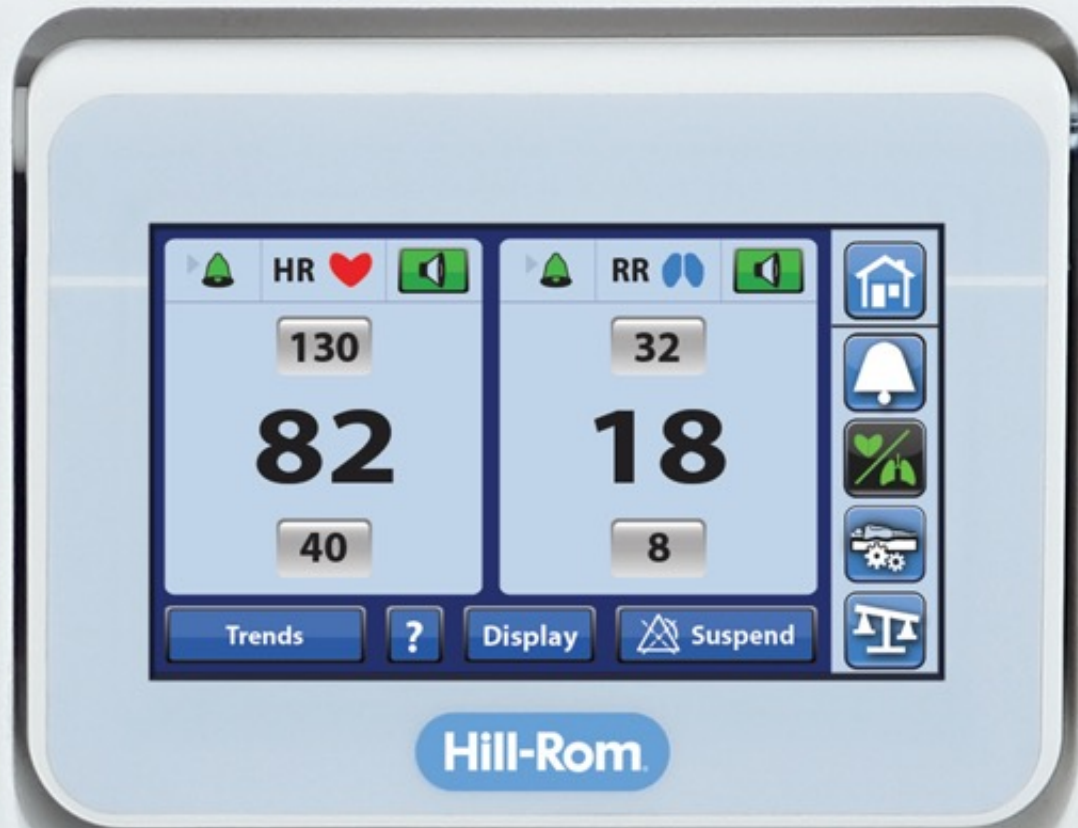 HR
130
82
40
RR
32
18
8
Trends
?
Display
Suspend
Hill-Rom